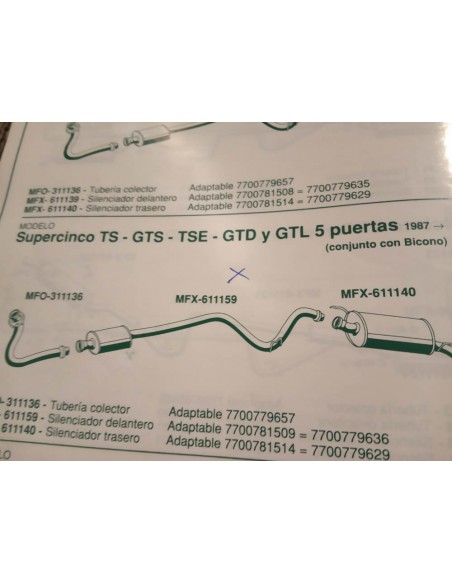 MFO-311136 - Tubería colector Adaptable 7700779657
MFX- 611139 - Silenciador delantero Adaptable 7700781508 = 7700779635
MFX- 611140 - Silenciador trasero Adaptable 7700781514 = 7700779629
MODELO
Supercinco TS - GTS - TSE - GTD y GTL 5 puertas 1987 →
(conjunto con Bicono)
MFO-311136 MFX-611159 MFX-611140
-311136 - Tubería colector Adaptable 7700779657
- 611159 - Silenciador delantero Adaptable 7700781509 = 7700779636
611140 - Silenciador trasero Adaptable 7700781514 = 7700779629
LO